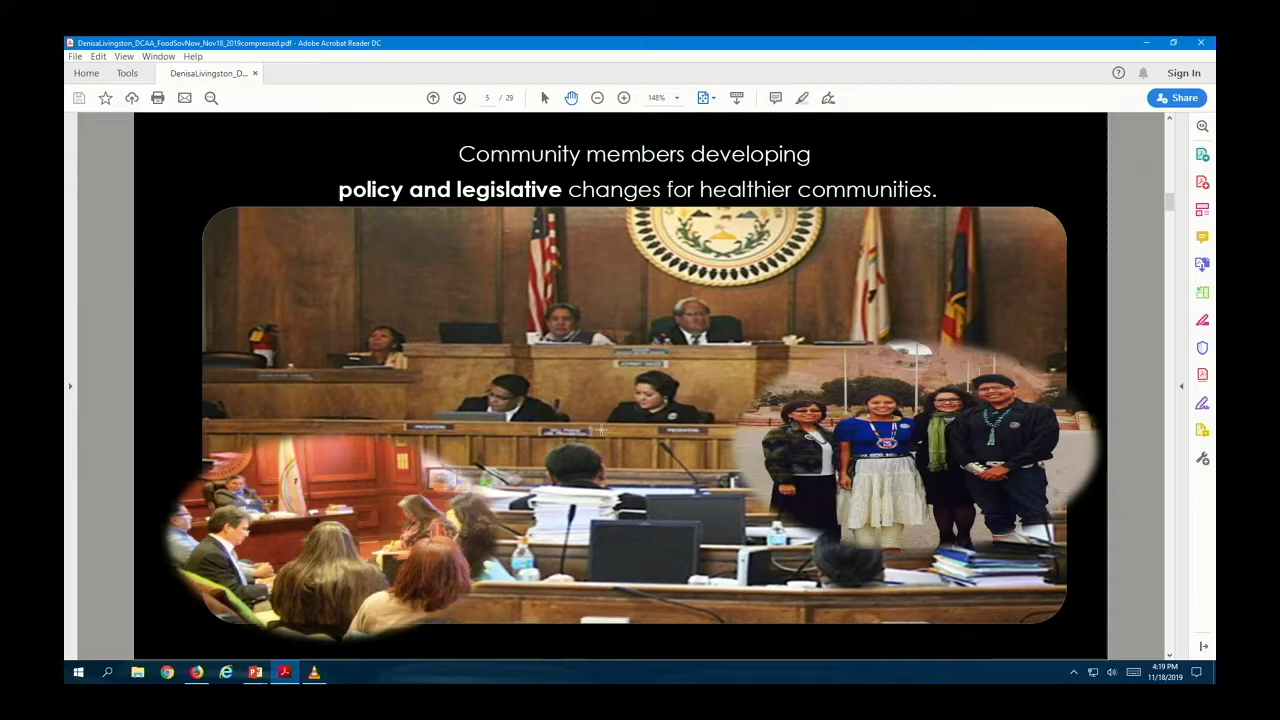 DenisaLivingston_DCAA_FoodSovNow_Nov18_2019compressed.pdf - Adobe Acrobat Reader DC
File Edit View Window Help
Home Tools DenisaLivingston_D...
Sign In
5 / 29
148%
Share
Community members developing
policy and legislative changes for healthier communities.
4:19 PM
11/18/2019